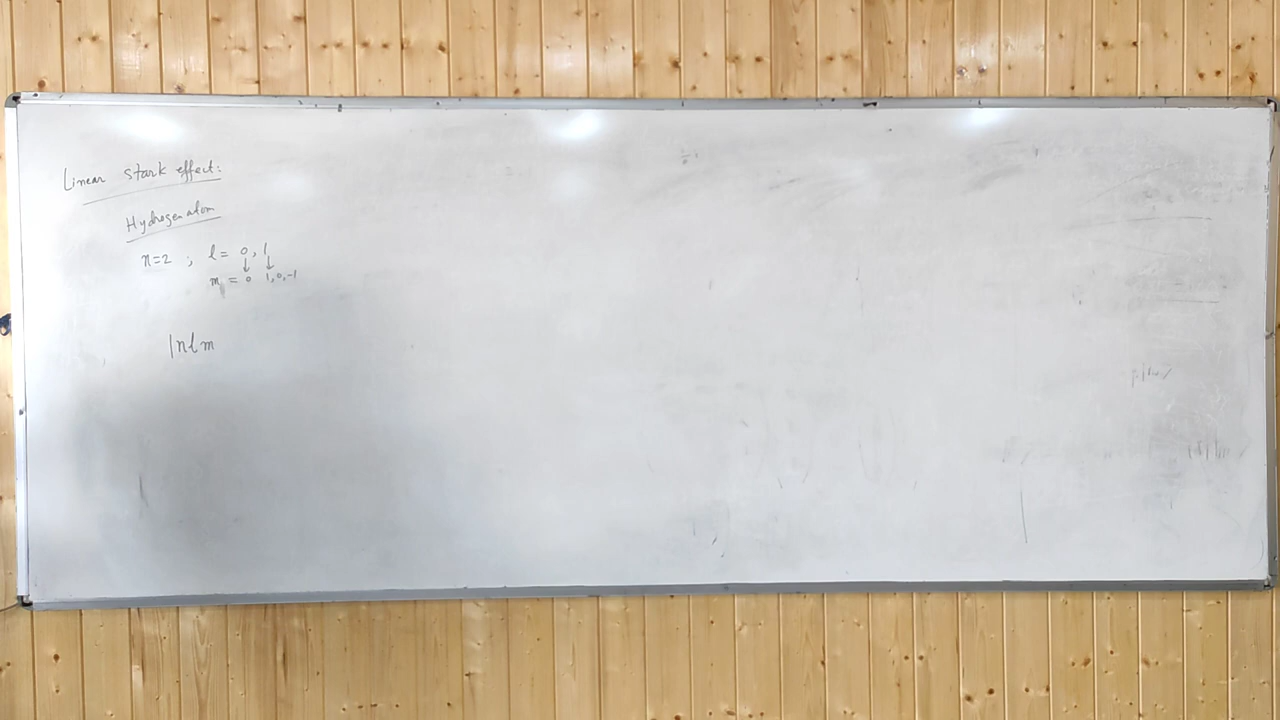 Linear stark effect:
Hydrogen atom
n=2 ; l = 0, 1
↓ ↓
m = 0 1,0,-1
|nlm